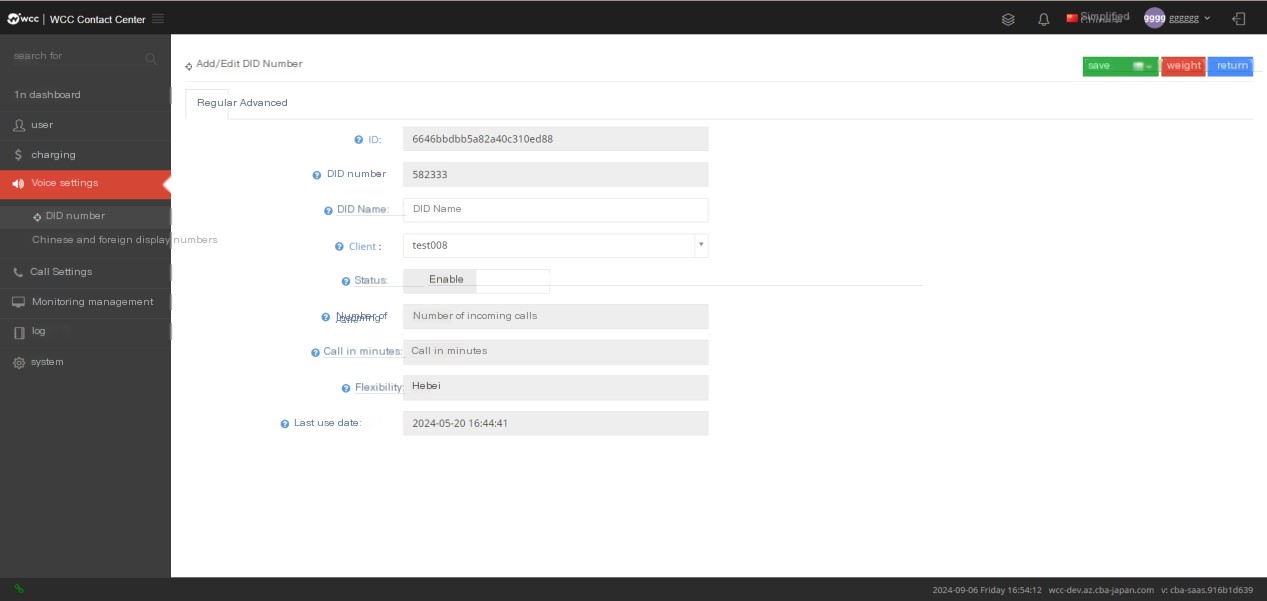 wcc | WCC Contact Center
Simplified
gggg gggggg
search for
1n dashboard
user
charging
Voice settings
DID number
Chinese and foreign display numbers
Call Settings
Monitoring management
log
system
Add/Edit DID Number
save
weight
return
Regular Advanced
ID: 6646bbdbb5a82a40c310ed88
DID number 582333
DID Name: DID Name
Client : test008
Status: Enable
Number of
incoming
Number of incoming calls
Call in minutes: Call in minutes
Flexibility: Hebei
Last use date: 2024-05-20 16:44:41
2024-09-06 Friday 16:54:12 wcc-dev.az.cba-japan.com v: cba-saas.916b1d639